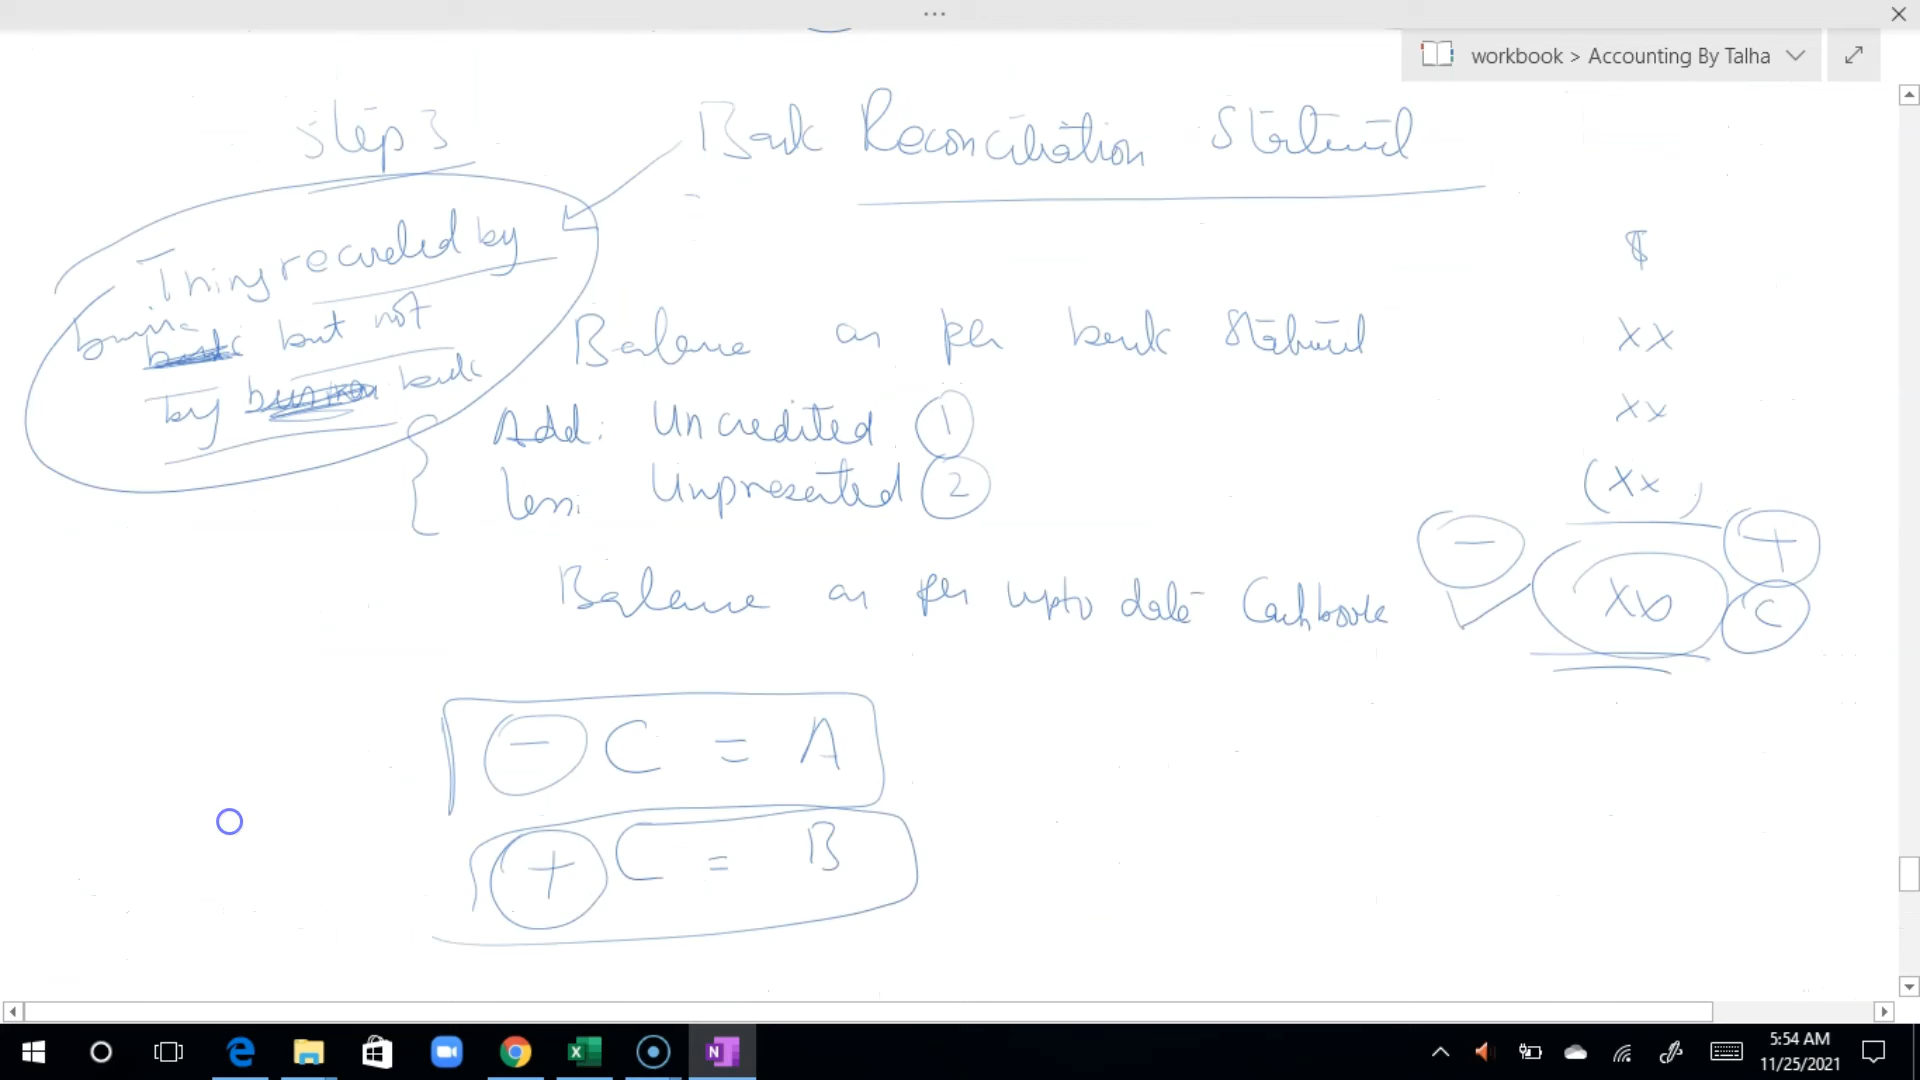 workbook > Accounting By Talha
Step 3
Bank Reconciliation Statement
Thing recorded by
but not
by bank
$
Balance as per bank Statement XX
Add: Uncredited 1 XX
Less: Unpresented 2 (XX)
− +
Balance as per upto date Cashbook XX C
− C = A
+ C = B
5:54 AM
11/25/2021